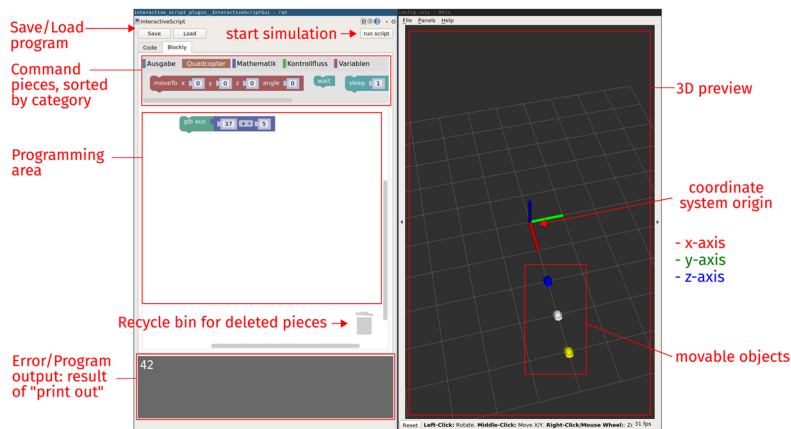 interactive_script_plugin__InteractiveScriptGui - rqt
InteractiveScript
Save
Load
run script
Code
Blockly
Ausgabe
Quadcopter
Mathematik
Kontrollfluss
Variablen
moveTo x 0 y 0 z 0 angle 0
wait
sleep 1
gib aus 37 + 5
42
Save/Load
program
start simulation
Command
pieces, sorted
by category
Programming
area
Recycle bin for deleted pieces
Error/Program
output: result
of "print out"
File Panels Help
3D preview
coordinate
system origin
- x-axis
- y-axis
- z-axis
movable objects
Reset Left-Click: Rotate. Middle-Click: Move X/Y. Right-Click/Mouse Wheel:: Zo 31 fps